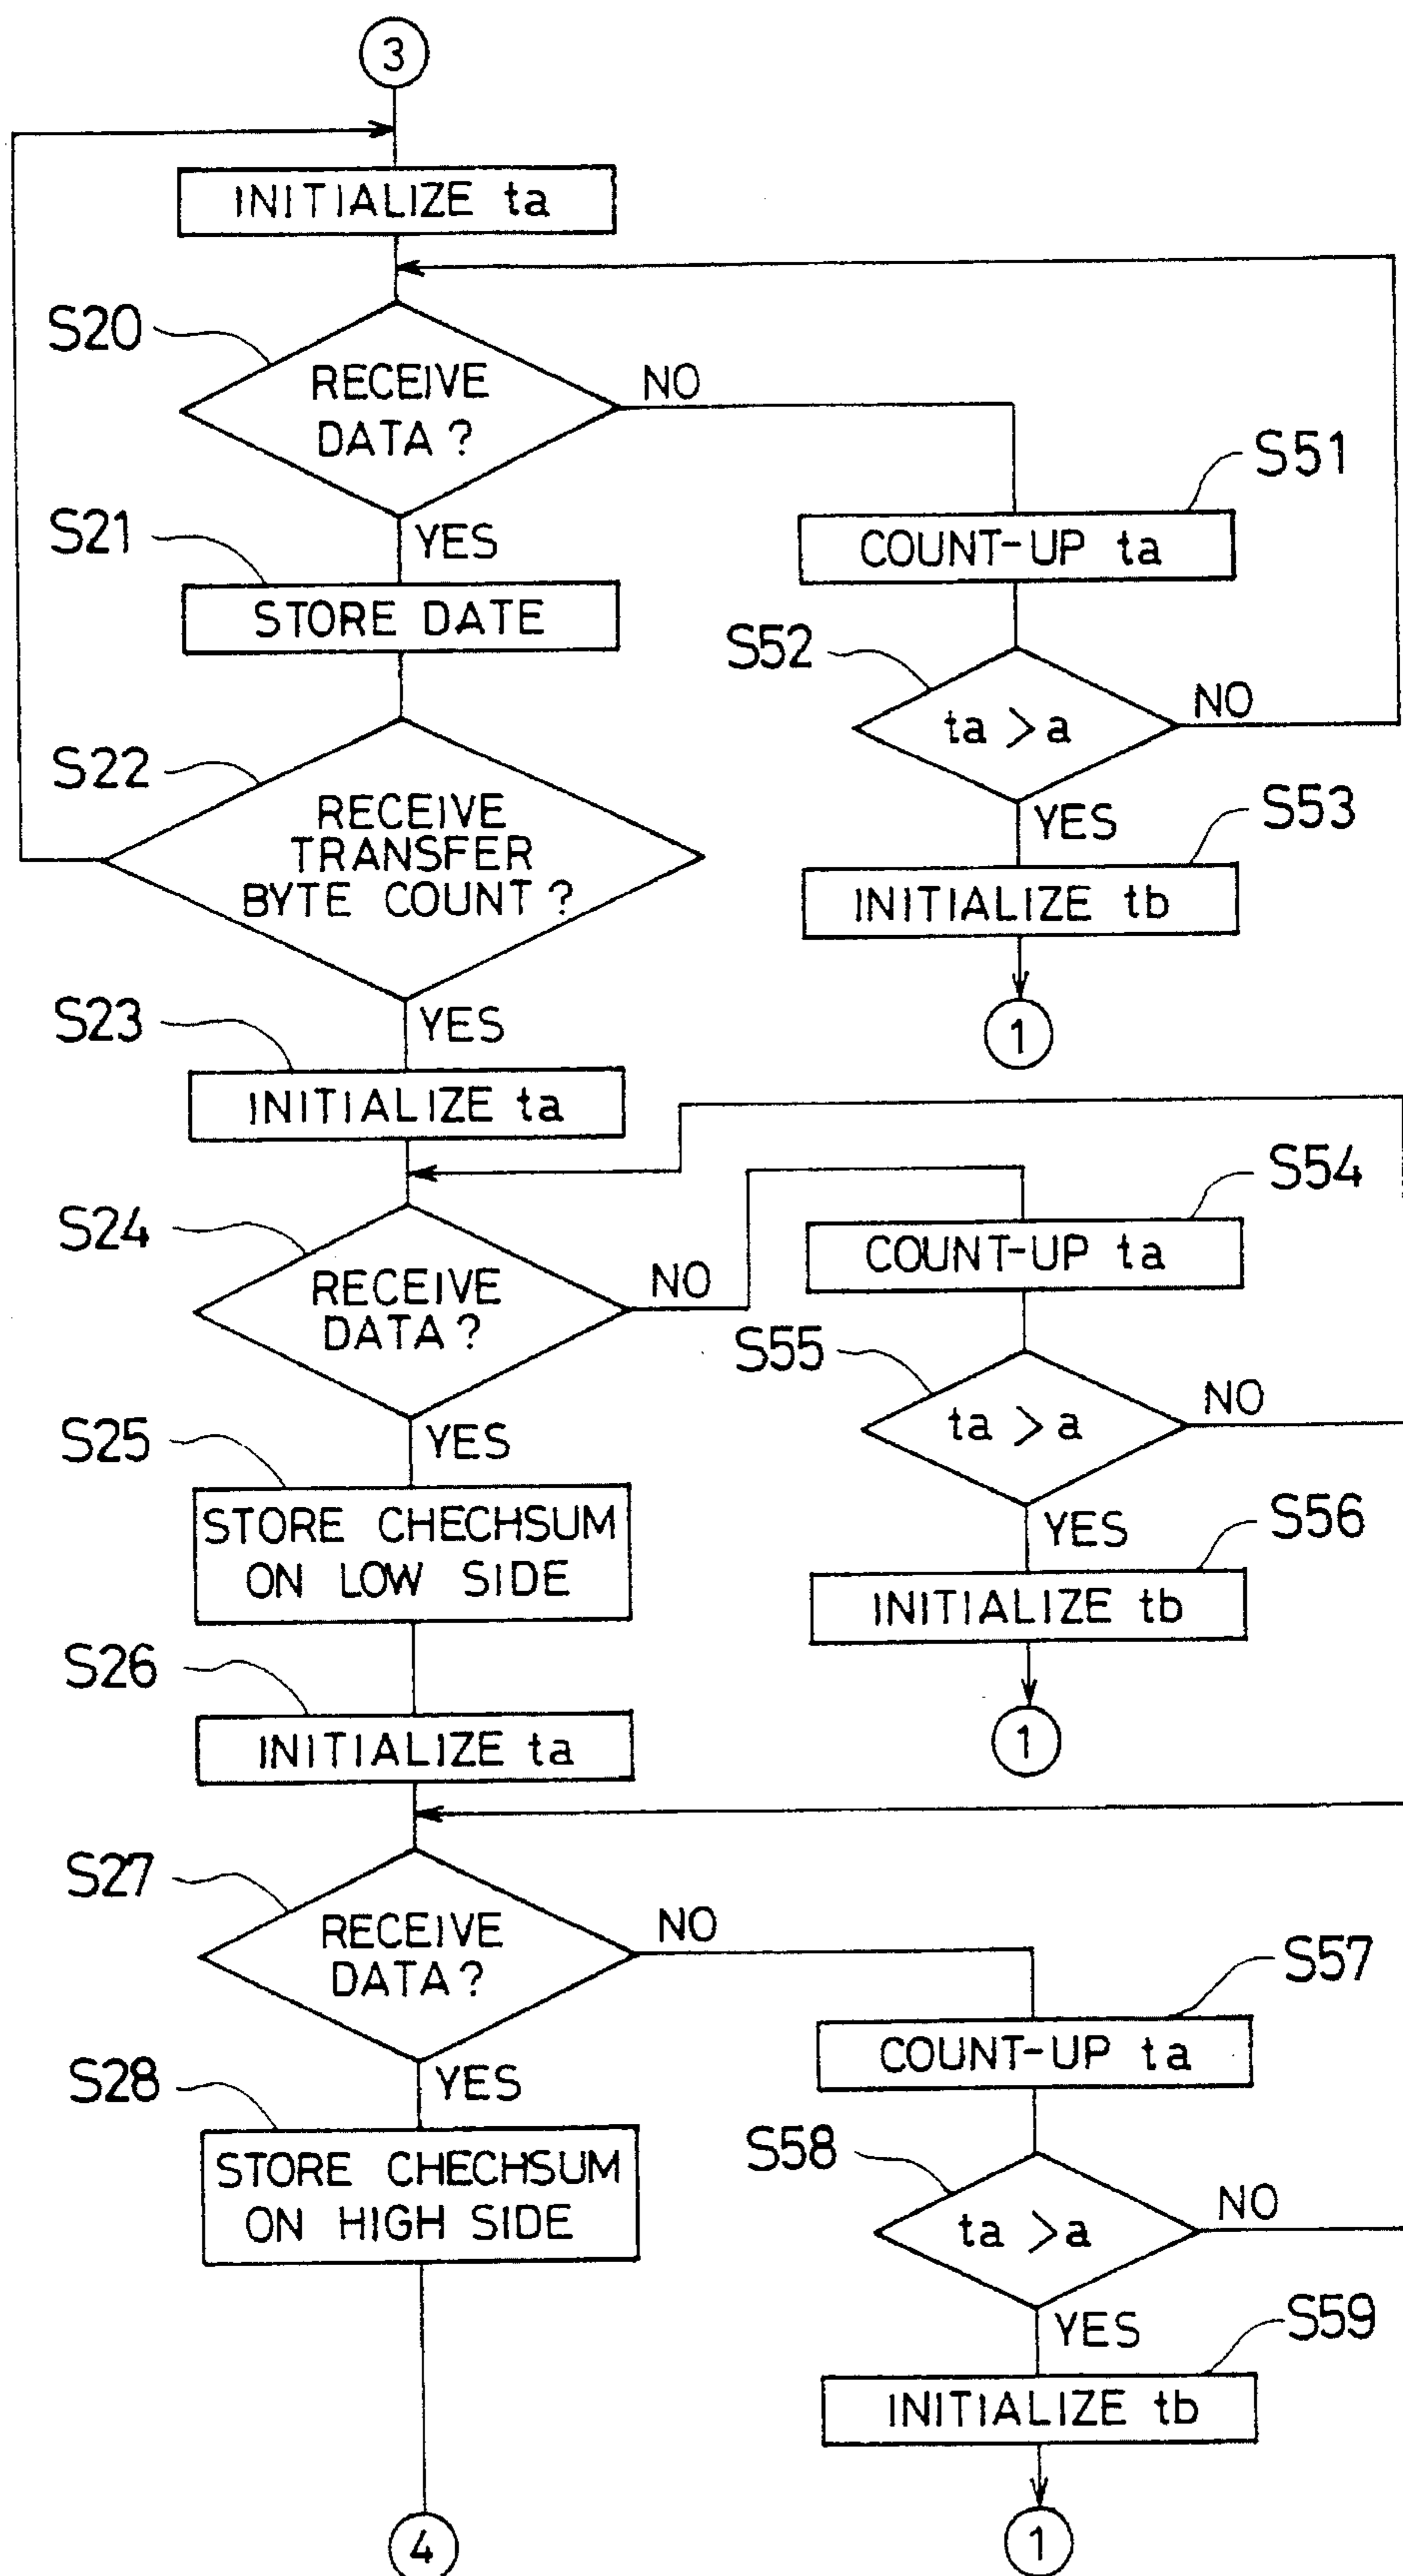 3
INITIALIZE ta
S20
RECEIVE
DATA?
NO
YES
S51
COUNT-UP ta
S21
STORE DATE
S52
ta >a
NO
YES
S22
RECEIVE
TRANSFER
BYTE COUNT?
YES
S53
INITIALIZE tb
1
S23
INITIALIZE ta
S24
RECEIVE
DATA?
NO
YES
S54
COUNT-UP ta
S55
ta >a
NO
YES
S25
STORE CHECHSUM
ON LOW SIDE
S56
INITIALIZE tb
1
S26
INITIALIZE ta
S27
RECEIVE
DATA?
NO
YES
S57
COUNT-UP ta
S28
STORE CHECHSUM
ON HIGH SIDE
S58
ta >a
NO
YES
S59
INITIALIZE tb
4
1